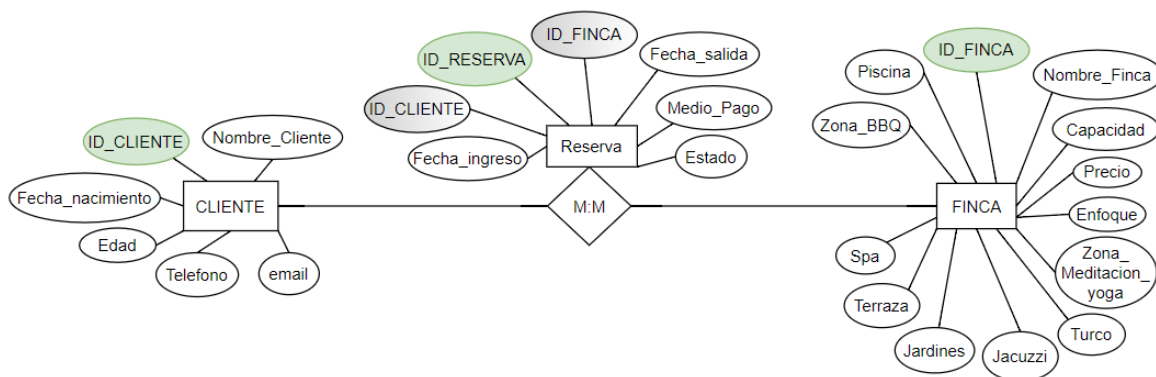 ID_FINCA
ID_RESERVA
Fecha_salida
ID_CLIENTE
Medio_Pago
Fecha_ingreso
Reserva
Estado
M:M
ID_CLIENTE
Nombre_Cliente
Fecha_nacimiento
CLIENTE
Edad
Telefono
email
ID_FINCA
Piscina
Nombre_Finca
Zona_BBQ
Capacidad
Precio
FINCA
Enfoque
Spa
Zona_
Meditacion_
yoga
Terraza
Turco
Jardines
Jacuzzi